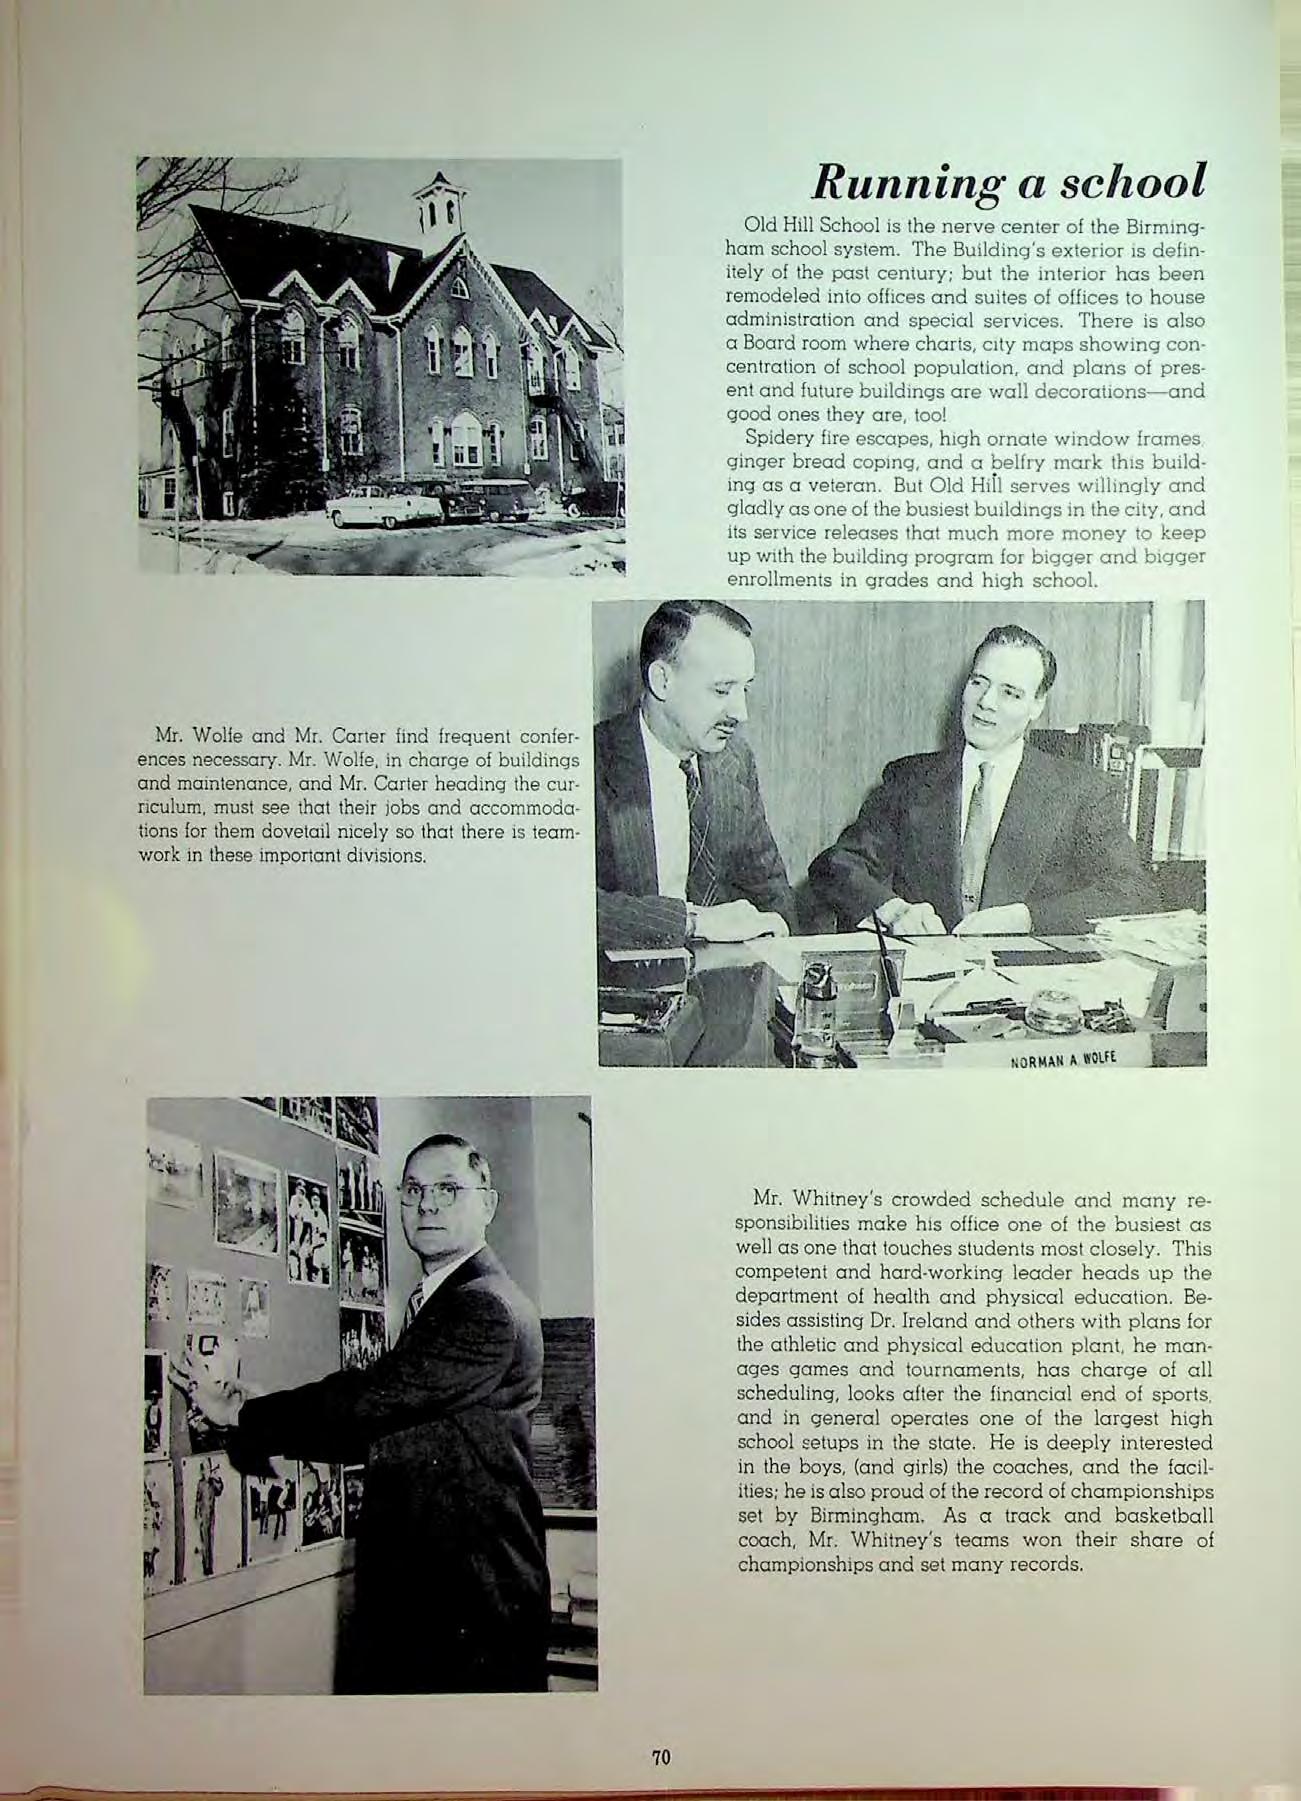 Running a school
Old Hill School is the nerve center of the Birming-
ham school system. The Building's exterior is defin-
itely of the past century; but the interior has been
remodeled into offices and suites of offices to house
administration and special services. There is also
a Board room where charts, city maps showing con-
centration of school population, and plans of pres-
ent and future buildings are wall decorations—and
good ones they are, too!
Spidery fire escapes, high ornate window frames,
ginger bread coping, and a belfry mark this build-
ing as a veteran. But Old Hill serves willingly and
gladly as one of the busiest buildings in the city, and
its service releases that much more money to keep
up with the building program for bigger and bigger
enrollments in grades and high school.
Mr. Wolfe and Mr. Carter find frequent confer-
ences necessary. Mr. Wolfe, in charge of buildings
and maintenance, and Mr. Carter heading the cur-
riculum, must see that their jobs and accommoda-
tions for them dovetail nicely so that there is team-
work in these important divisions.
NORMAN A. WOLFE
Mr. Whitney's crowded schedule and many re-
sponsibilities make his office one of the busiest as
well as one that touches students most closely. This
competent and hard-working leader heads up the
department of health and physical education. Be-
sides assisting Dr. Ireland and others with plans for
the athletic and physical education plant, he man-
ages games and tournaments, has charge of all
scheduling, looks after the financial end of sports,
and in general operates one of the largest high
school setups in the state. He is deeply interested
in the boys, (and girls) the coaches, and the facil-
ities; he is also proud of the record of championships
set by Birmingham. As a track and basketball
coach, Mr. Whitney's teams won their share of
championships and set many records.
70